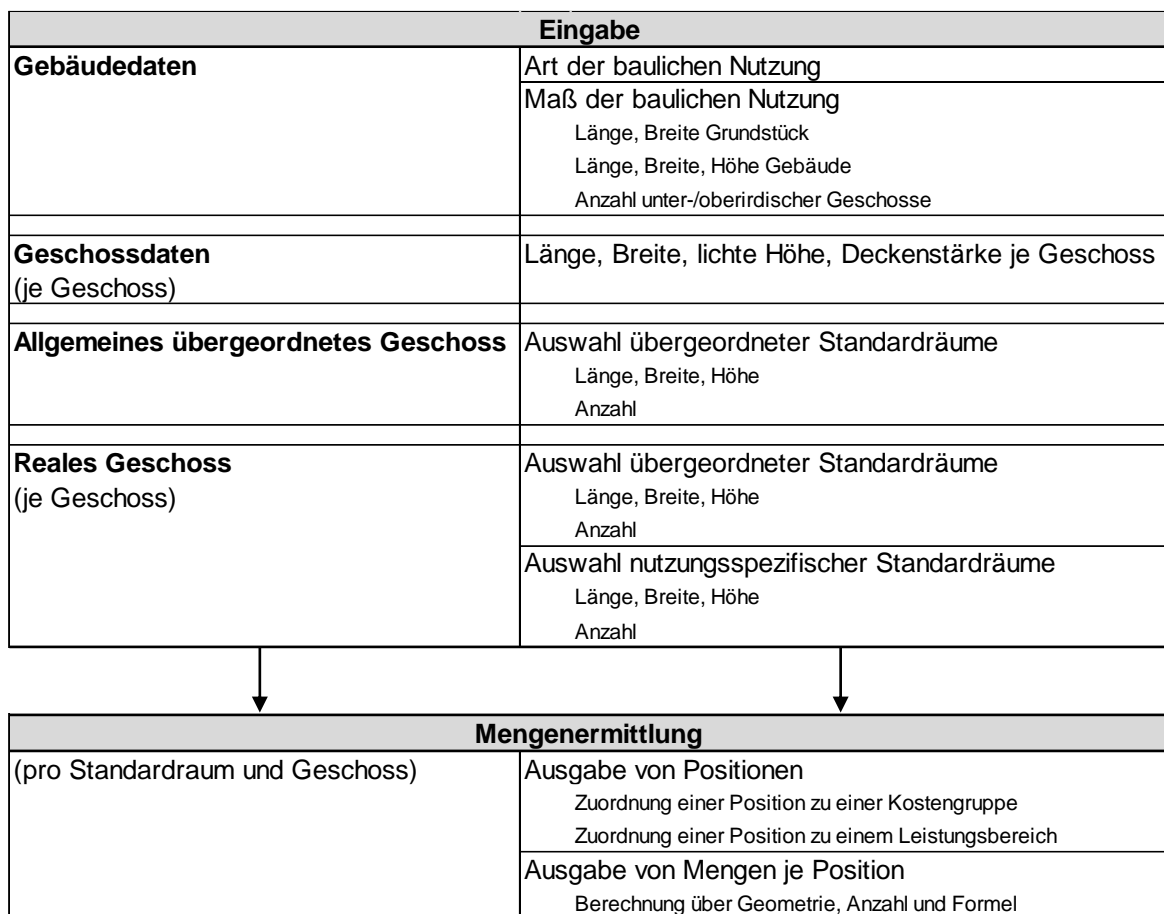 Eingabe
Gebäudedaten
Art der baulichen Nutzung
Maß der baulichen Nutzung
Länge, Breite Grundstück
Länge, Breite, Höhe Gebäude
Anzahl unter-/oberirdischer Geschosse
Geschossdaten
(je Geschoss)
Länge, Breite, lichte Höhe, Deckenstärke je Geschoss
Allgemeines übergeordnetes Geschoss
Auswahl übergeordneter Standardräume
Länge, Breite, Höhe
Anzahl
Reales Geschoss
(je Geschoss)
Auswahl übergeordneter Standardräume
Länge, Breite, Höhe
Anzahl
Auswahl nutzungsspezifischer Standardräume
Länge, Breite, Höhe
Anzahl
Mengenermittlung
(pro Standardraum und Geschoss)
Ausgabe von Positionen
Zuordnung einer Position zu einer Kostengruppe
Zuordnung einer Position zu einem Leistungsbereich
Ausgabe von Mengen je Position
Berechnung über Geometrie, Anzahl und Formel